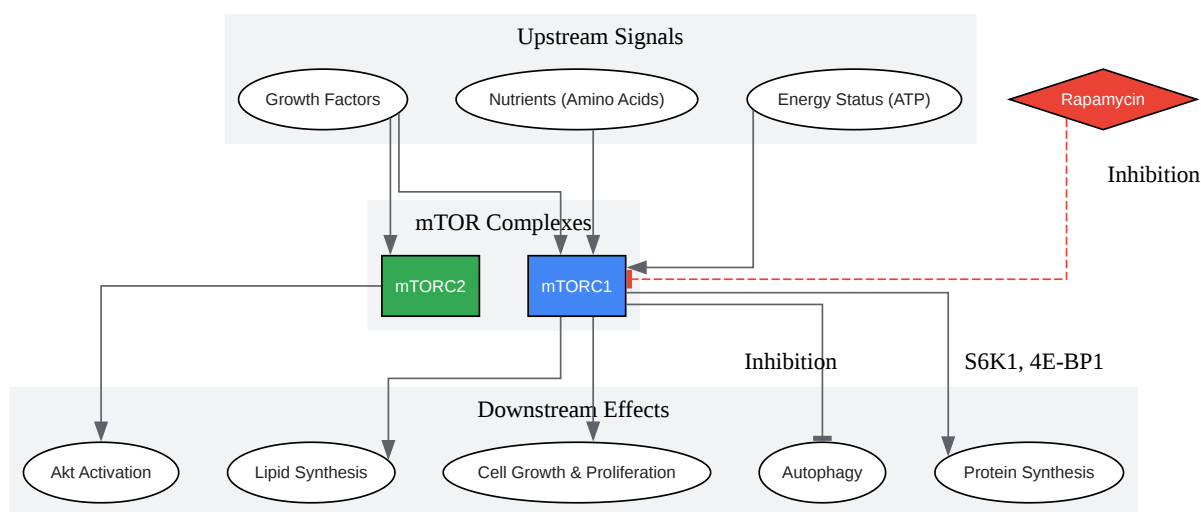 Upstream Signals
Growth Factors
Nutrients (Amino Acids)
Energy Status (ATP)
Rapamycin
Inhibition
mTOR Complexes
mTORC2
mTORC1
Inhibition
S6K1, 4E-BP1
Downstream Effects
Akt Activation
Lipid Synthesis
Cell Growth & Proliferation
Autophagy
Protein Synthesis